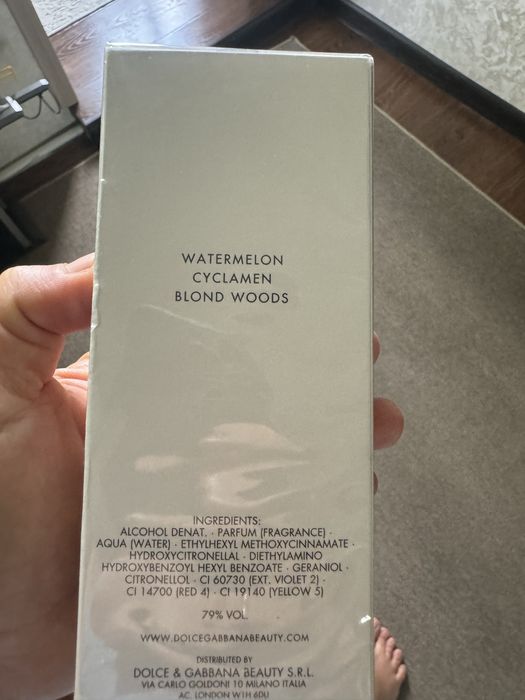 WATERMELON
CYCLAMEN
BLOND WOODS
INGREDIENTS:
ALCOHOL DENAT. · PARFUM (FRAGRANCE) ·
AQUA (WATER) · ETHYLHEXYL METHOXYCINNAMATE ·
HYDROXYCITRONELLAL · DIETHYLAMINO
HYDROXYBENZOYL HEXYL BENZOATE · GERANIOL ·
CITRONELLOL · CI 60730 (EXT. VIOLET 2) ·
CI 14700 (RED 4) · CI 19140 (YELLOW 5)
79% VOL.
WWW.DOLCEGABBANABEAUTY.COM
DISTRIBUTED BY
DOLCE & GABBANA BEAUTY S.R.L.
VIA CARLO GOLDONI 10 MILANO ITALIA
AC. LONDON W1H 6DU